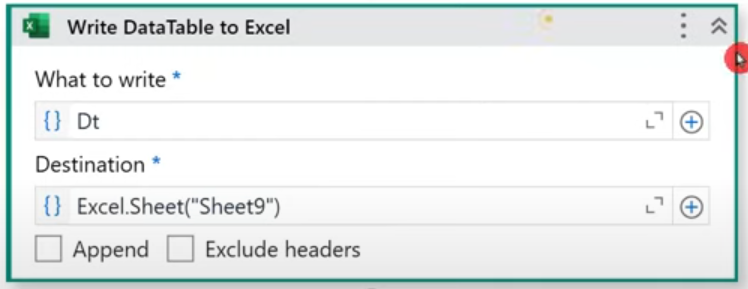 Write DataTable to Excel
What to write *
{} Dt
Destination *
{} Excel.Sheet("Sheet9")
Append Exclude headers